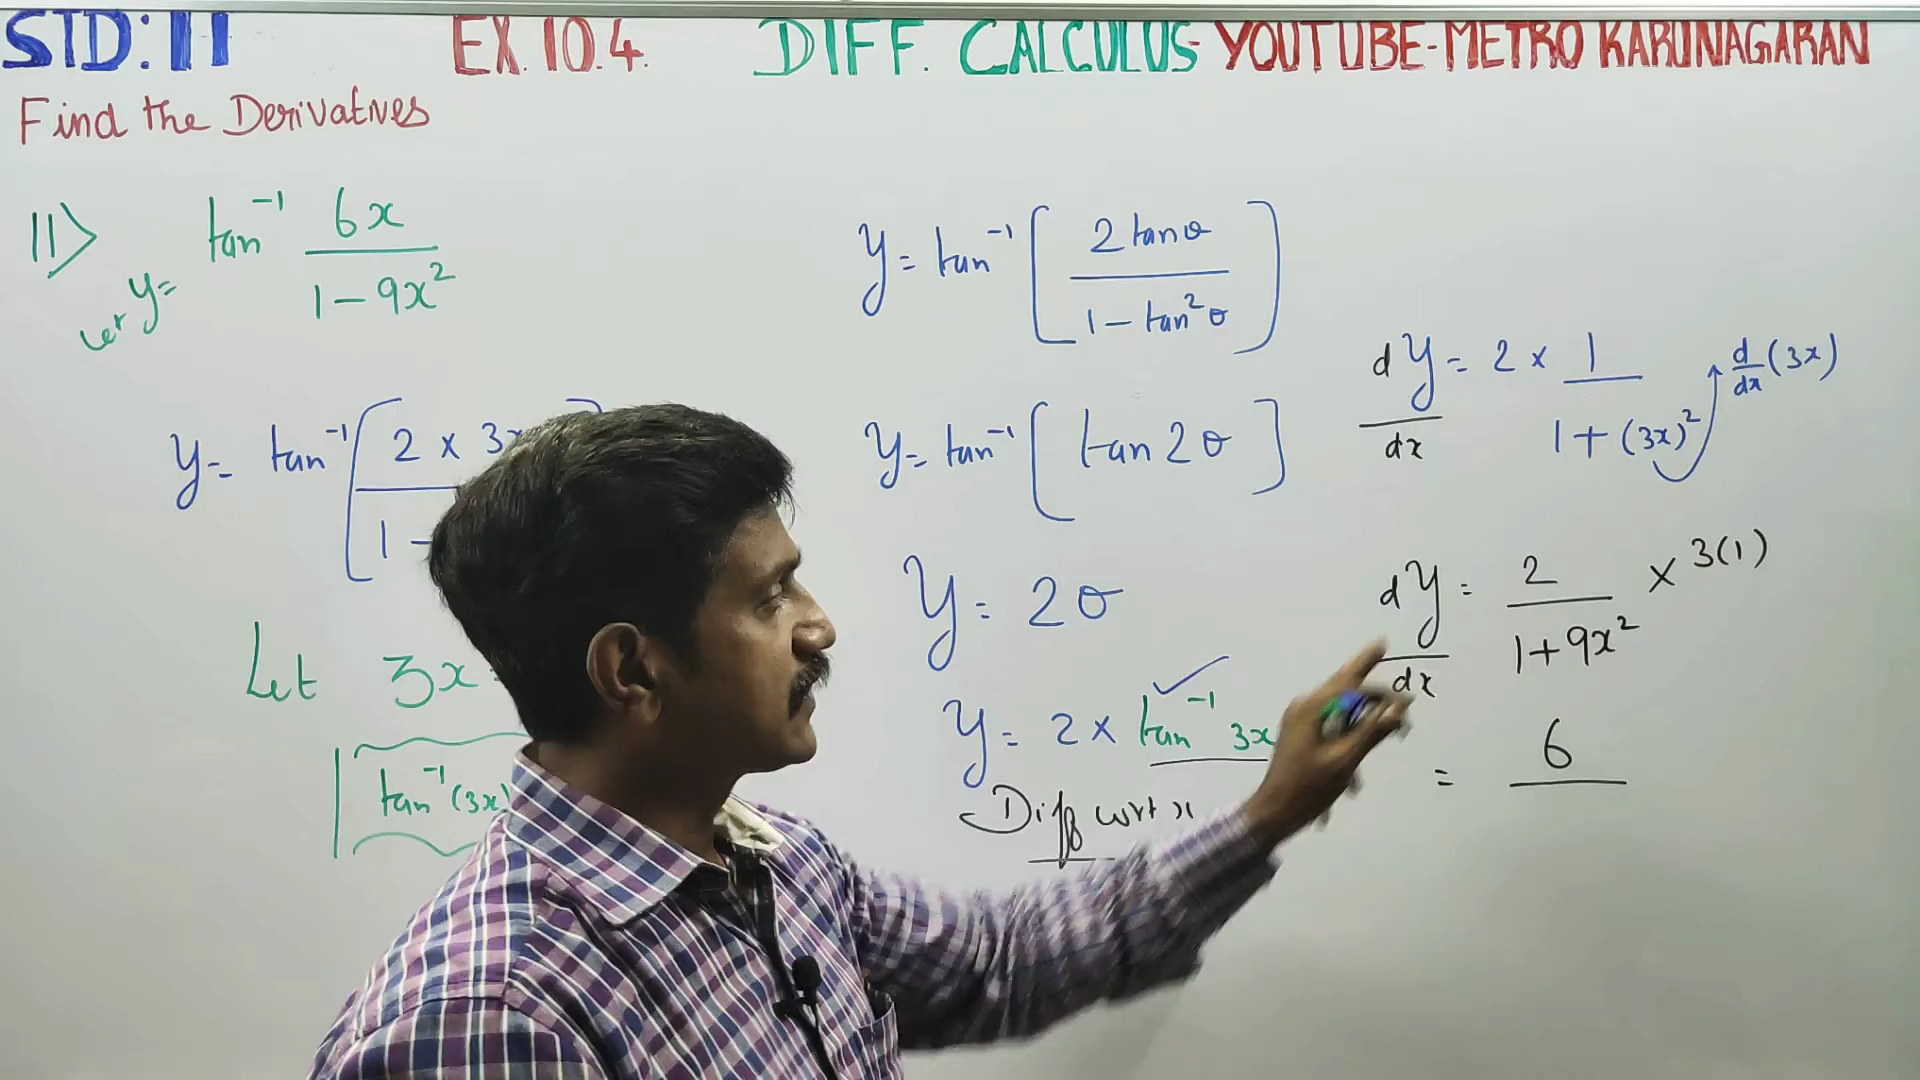 STD: 11 EX. 10.4. DIFF. CALCULUS - YOUTUBE-METRO KARUNAGARAN
Find the Derivatives
11> tan⁻¹ 6x / 1 - 9x²
Let y=
y= tan⁻¹ [ 2 x 3x
1 -
Let 3x =
tan⁻¹ (3x)
y= tan⁻¹ [ 2 tan θ / 1 - tan² θ ]
y= tan⁻¹ [ tan 2θ ]
y= 2θ
y= 2 x tan⁻¹ 3x
Diff wrt x
dy/dx = 2 x 1 / 1 + (3x)² d/dx (3x)
dy/dx = 2 / 1+9x² x 3(1)
= 6